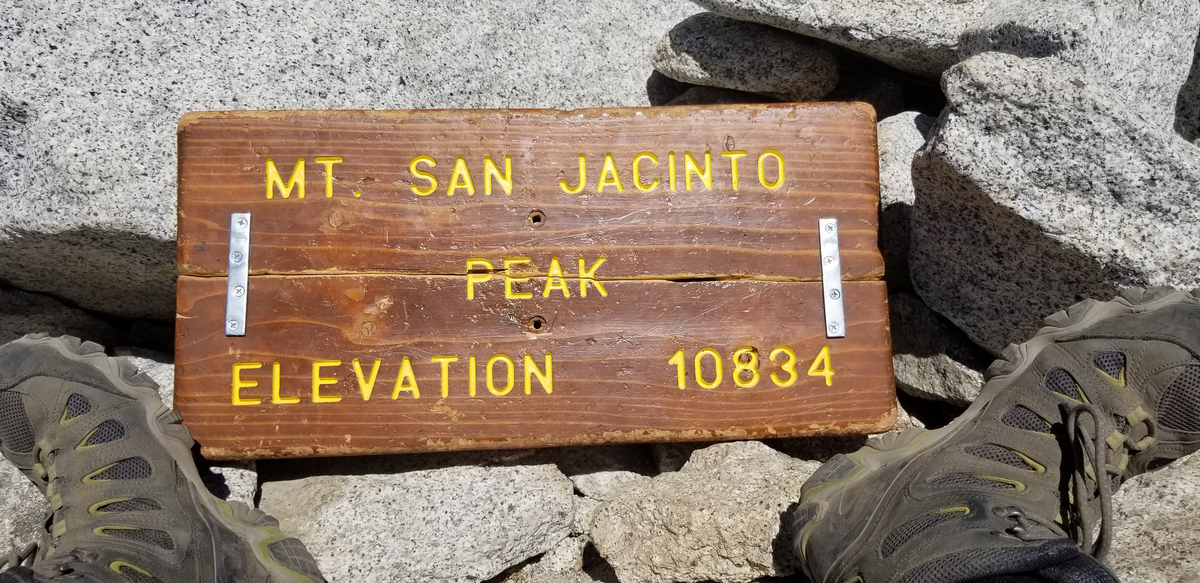 MT. SAN JACINTO
PEAK
ELEVATION 10834